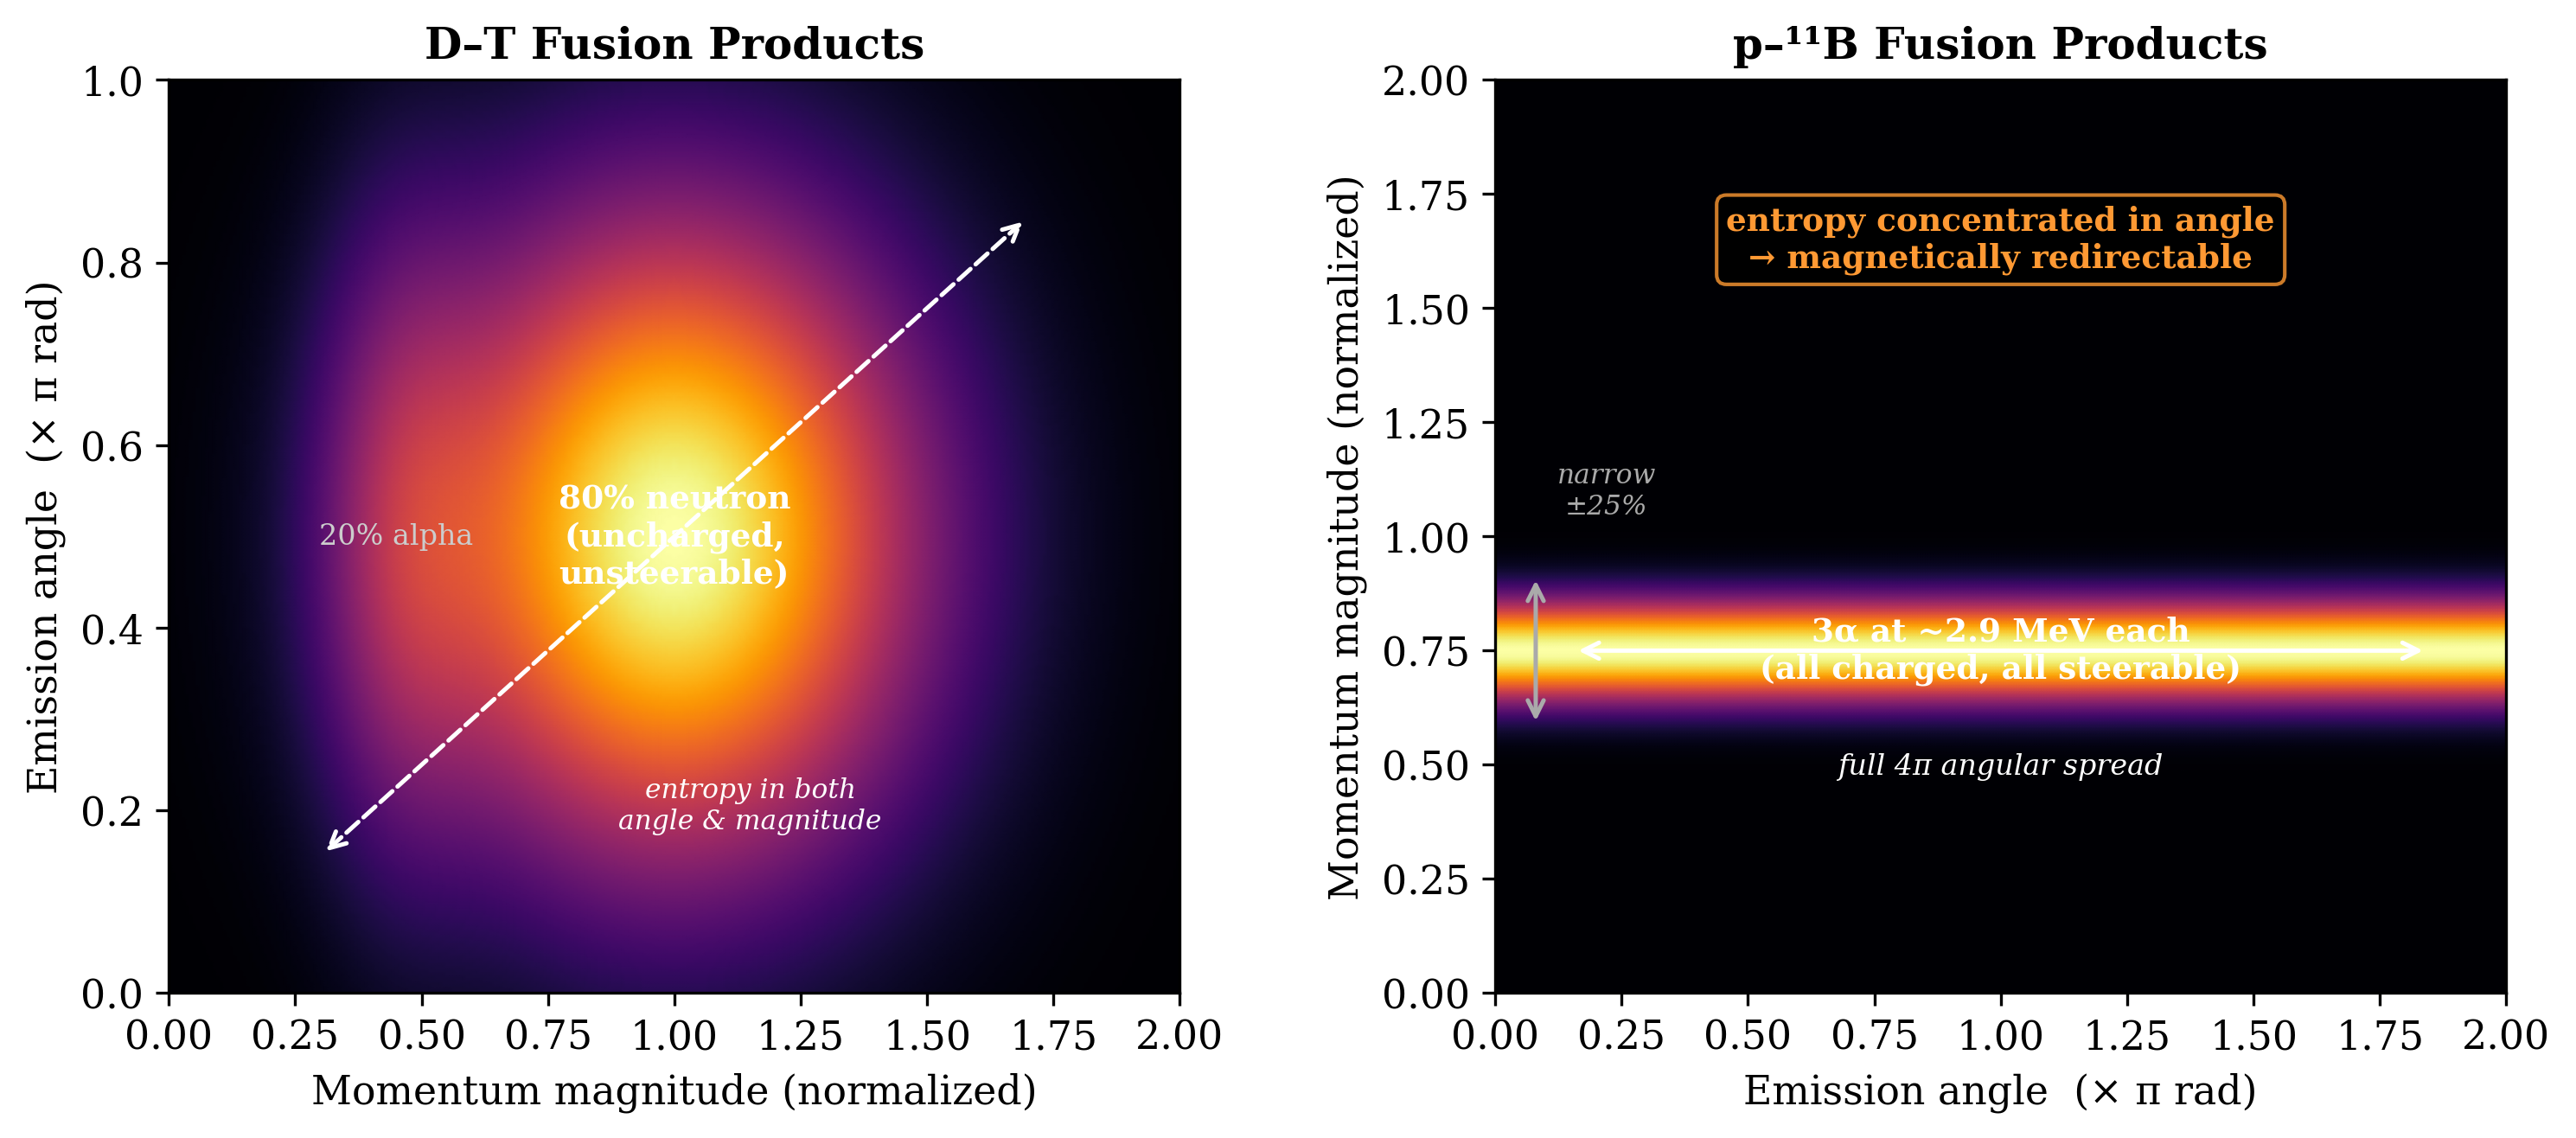 D–T Fusion Products
1.0
0.8
0.6
0.4
0.2
0.0
Emission angle (× π rad)
20% alpha
80% neutron
(uncharged,
unsteerable)
entropy in both
angle & magnitude
0.00 0.25 0.50 0.75 1.00 1.25 1.50 1.75 2.00
Momentum magnitude (normalized)
p–¹¹B Fusion Products
2.00
1.75
1.50
1.25
1.00
0.75
0.50
0.25
0.00
Momentum magnitude (normalized)
entropy concentrated in angle
→ magnetically redirectable
narrow
±25%
3α at ~2.9 MeV each
(all charged, all steerable)
full 4π angular spread
0.00 0.25 0.50 0.75 1.00 1.25 1.50 1.75 2.00
Emission angle (× π rad)